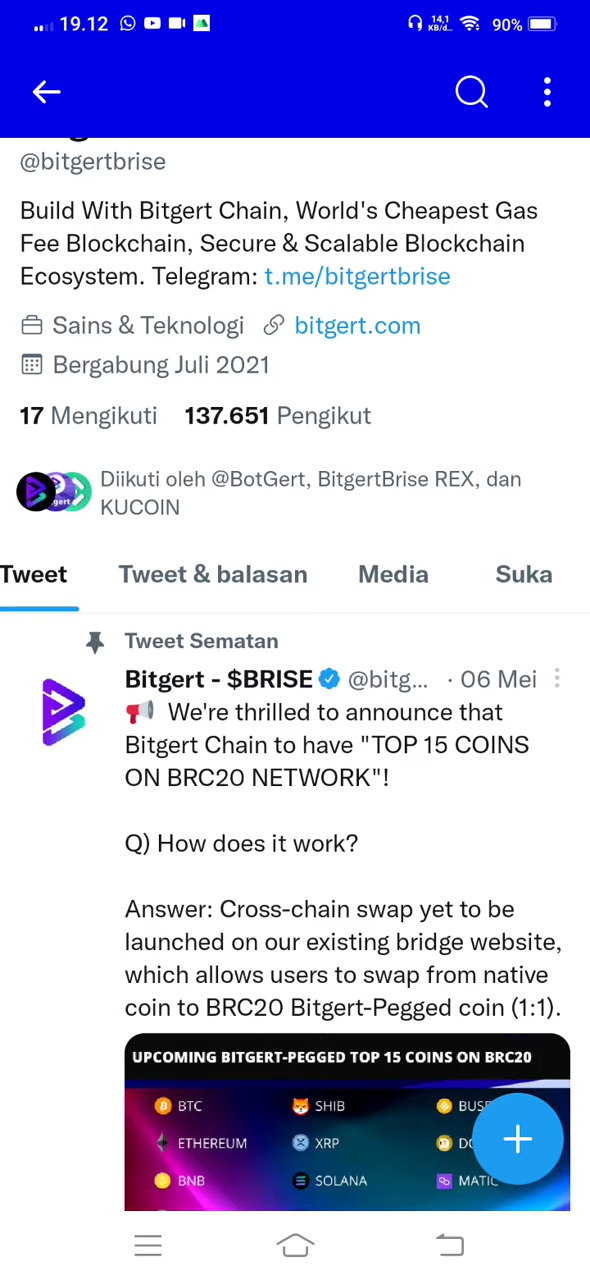 19.12
14,1
KB/d
90%
@bitgertbrise
Build With Bitgert Chain, World's Cheapest Gas
Fee Blockchain, Secure & Scalable Blockchain
Ecosystem. Telegram: t.me/bitgertbrise
Sains & Teknologi bitgert.com
Bergabung Juli 2021
17 Mengikuti 137.651 Pengikut
Diikuti oleh @BotGert, BitgertBrise REX, dan
KUCOIN
Tweet Tweet & balasan Media Suka
Tweet Sematan
Bitgert - $BRISE @bitg... · 06 Mei
We're thrilled to announce that
Bitgert Chain to have "TOP 15 COINS
ON BRC20 NETWORK"!
Q) How does it work?
Answer: Cross-chain swap yet to be
launched on our existing bridge website,
which allows users to swap from native
coin to BRC20 Bitgert-Pegged coin (1:1).
UPCOMING BITGERT-PEGGED TOP 15 COINS ON BRC20
BTC SHIB
ETHEREUM XRP
BNB SOLANA MATIC